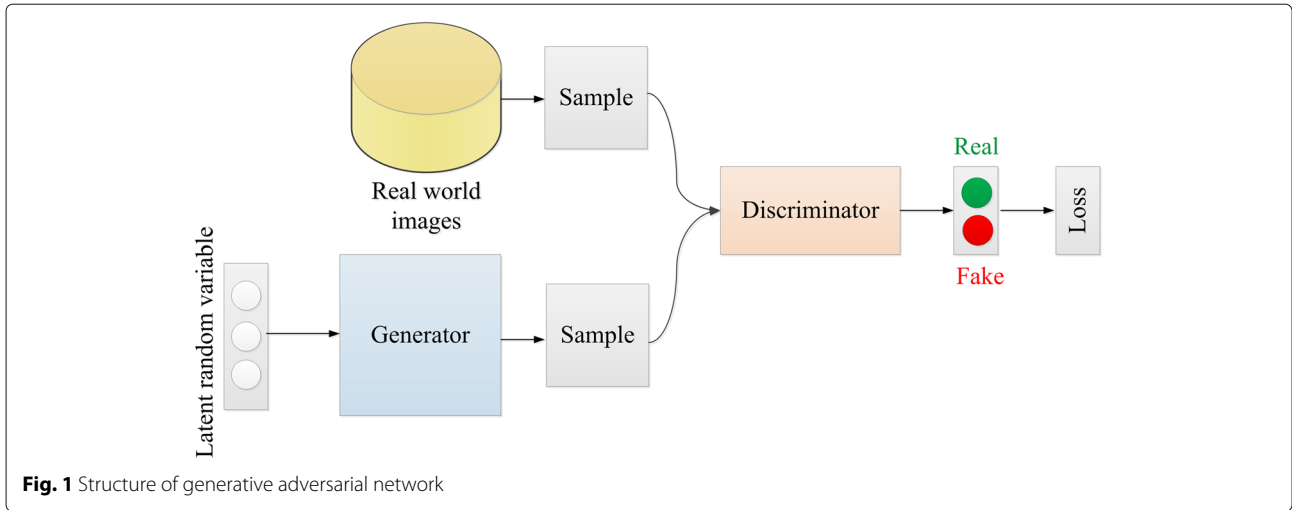 Sample
Real world
images
Latent random variable
Generator
Sample
Discriminator
Real
Fake
Loss
Fig. 1 Structure of generative adversarial network